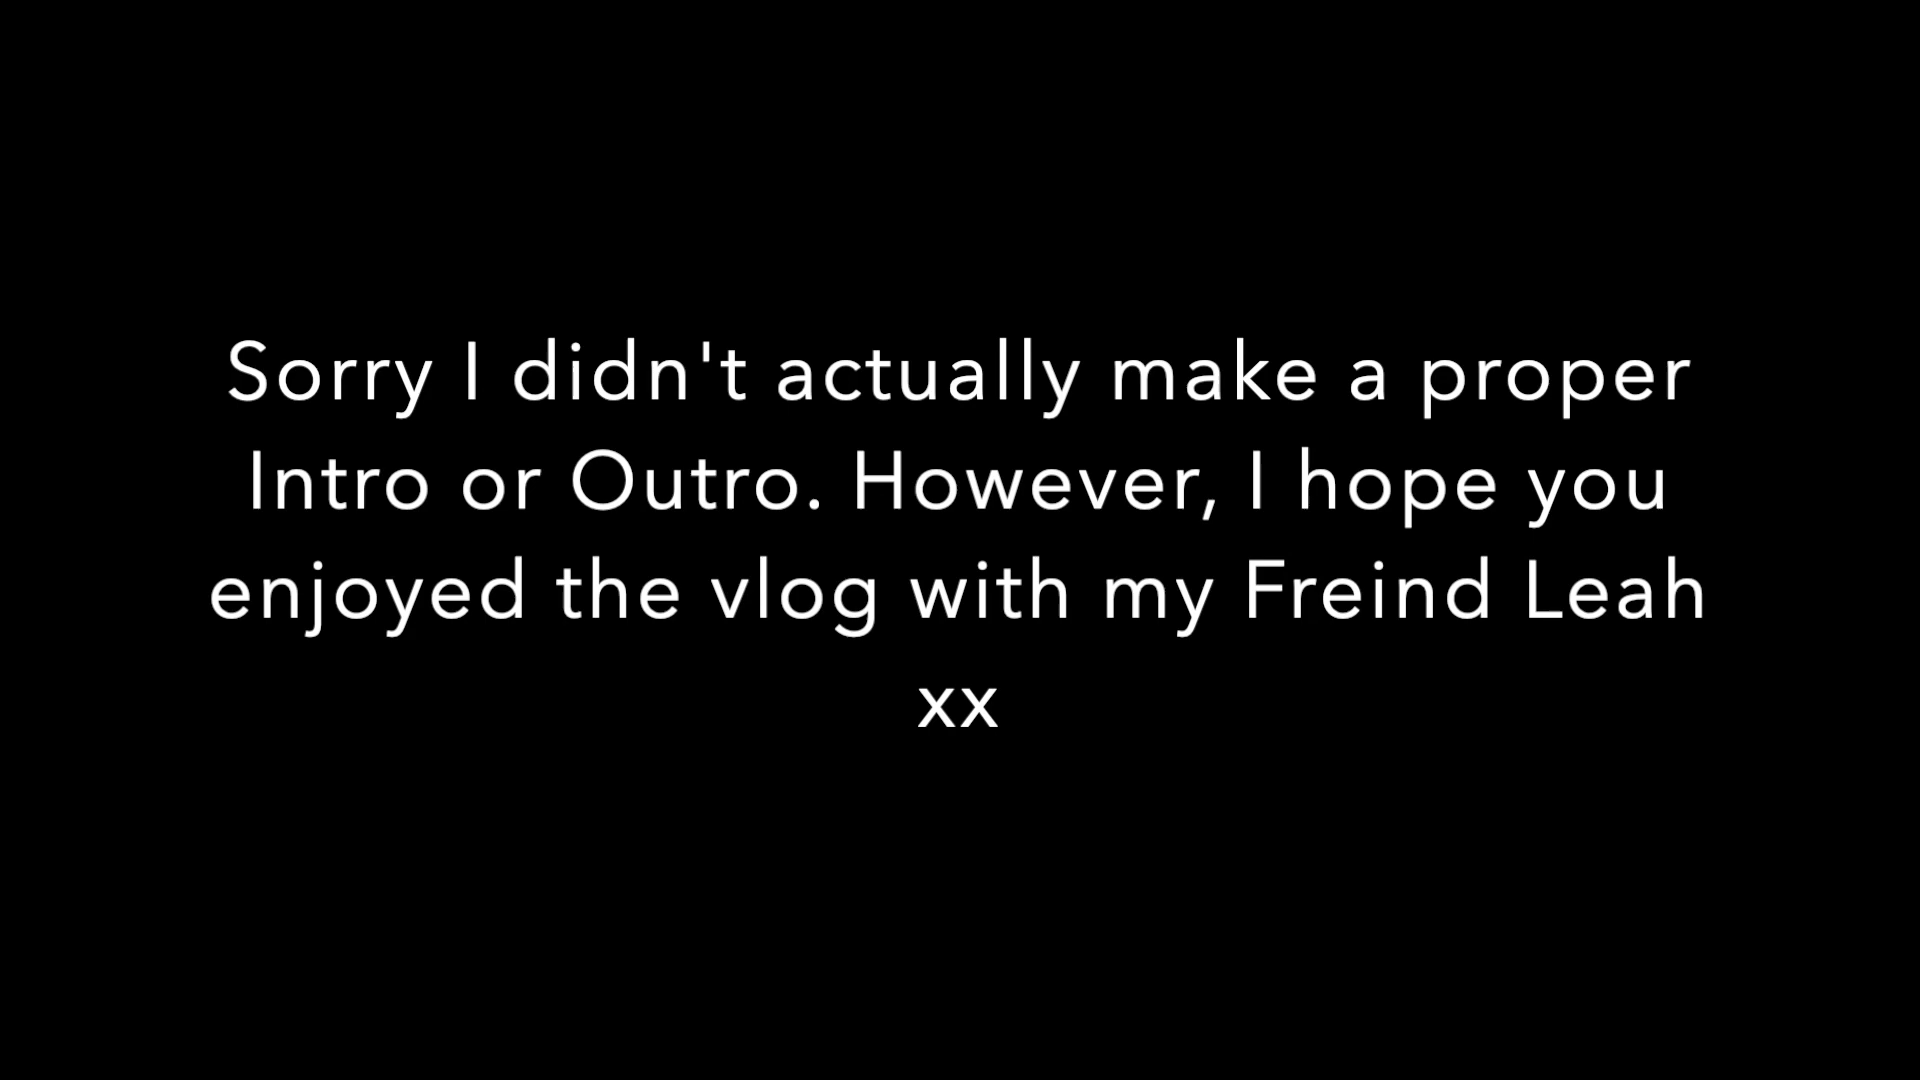 Sorry I didn't actually make a proper
Intro or Outro. However, I hope you
enjoyed the vlog with my Freind Leah
xx